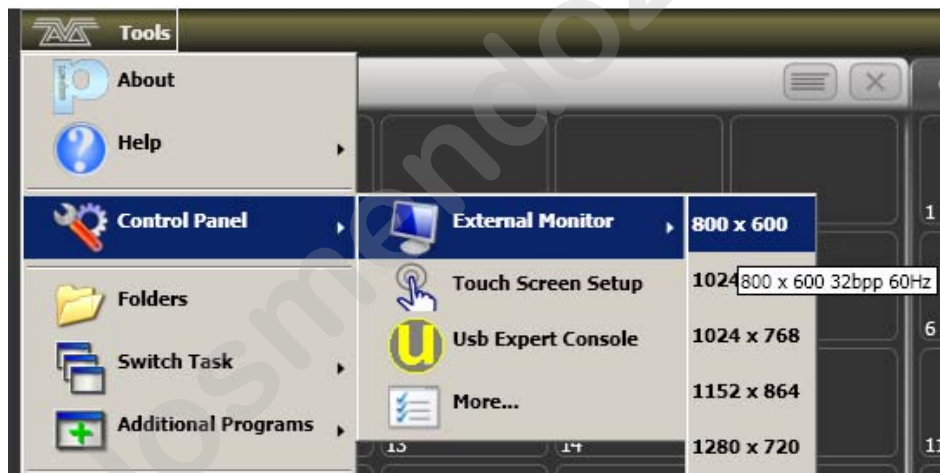 Tools
About
Help
Control Panel
External Monitor
800 x 600
1
Folders
Touch Screen Setup
1024
800 x 600 32bpp 60Hz
Switch Task
Usb Expert Console
1024 x 768
6
Additional Programs
More...
1152 x 864
13
14
1280 x 720